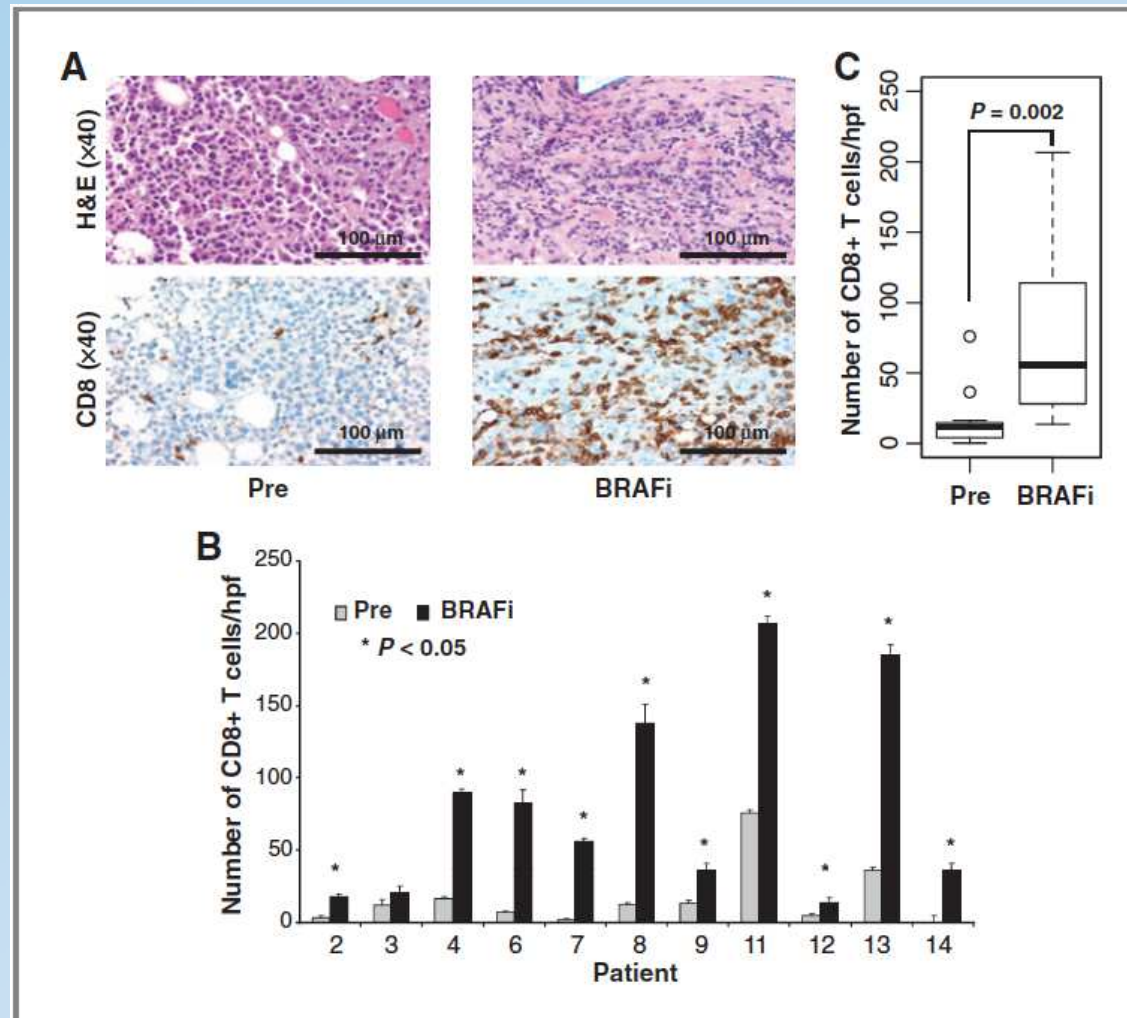 A
H&E (×40)
100 µm
100 µm
CD8 (×40)
100 µm
100 µm
Pre
BRAFi
C
Number of CD8+ T cells/hpf
250
200
150
100
50
0
P = 0.002
Pre
BRAFi
B
Number of CD8+ T cells/hpf
250
200
150
100
50
0
Pre
BRAFi
* P < 0.05
*
*
*
*
*
*
*
*
*
*
2 3 4 6 7 8 9 11 12 13 14
Patient